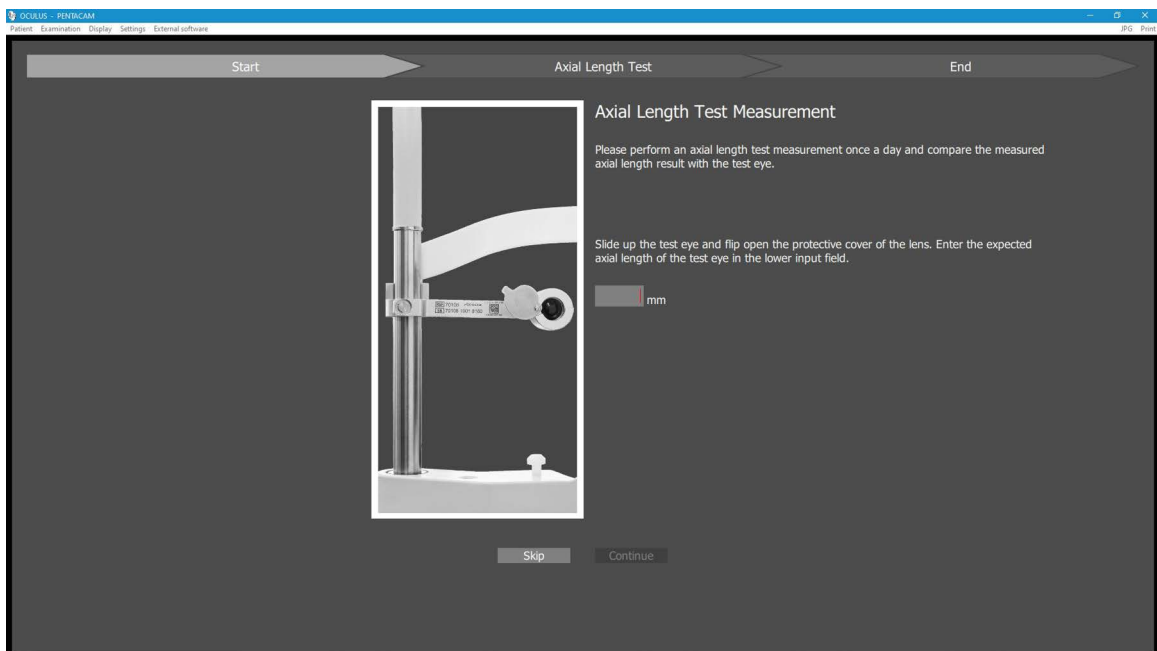 OCULUS - PENTACAM
Patient Examination Display Settings External software JPG Print
Start Axial Length Test End
Axial Length Test Measurement
Please perform an axial length test measurement once a day and compare the measured
axial length result with the test eye.
Slide up the test eye and flip open the protective cover of the lens. Enter the expected
axial length of the test eye in the lower input field.
mm
Skip Continue